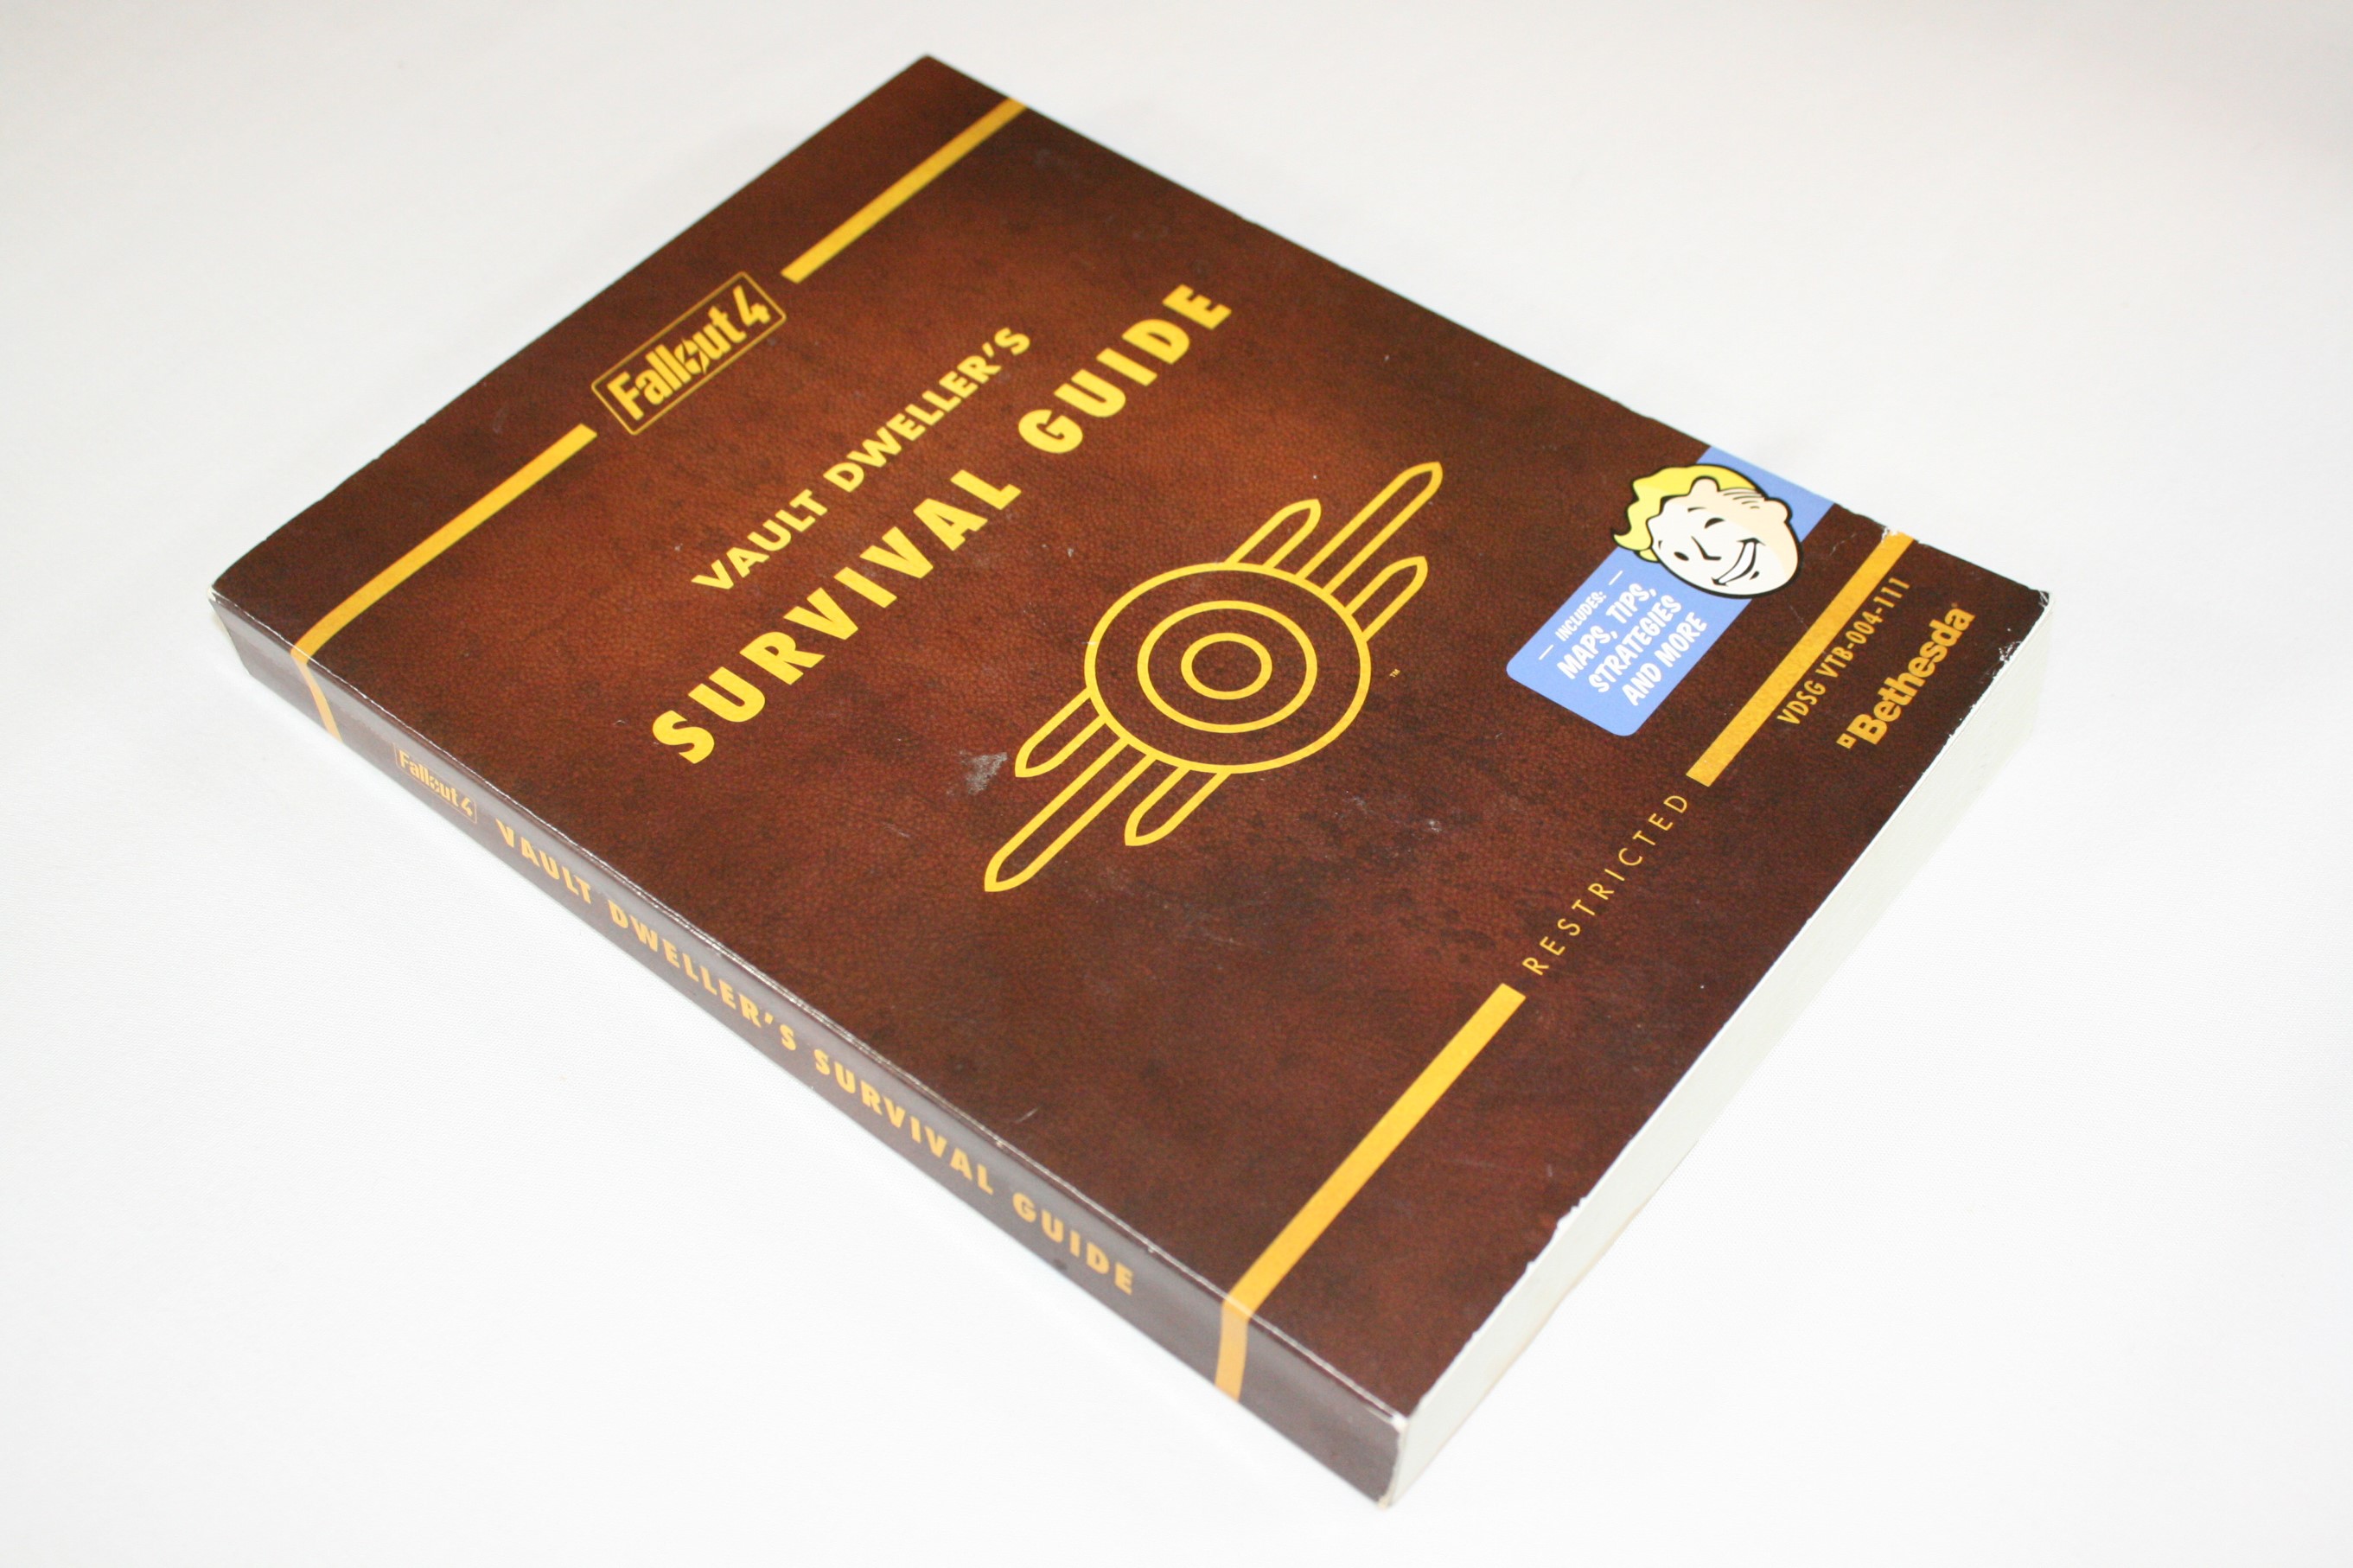 Fallout 4
VAULT DWELLER'S
SURVIVAL GUIDE
™
— INCLUDES: —
MAPS, TIPS,
STRATEGIES
AND MORE
RESTRICTED
VDSG VTB-004-111
Bethesda®
Fallout 4 VAULT DWELLER'S SURVIVAL GUIDE